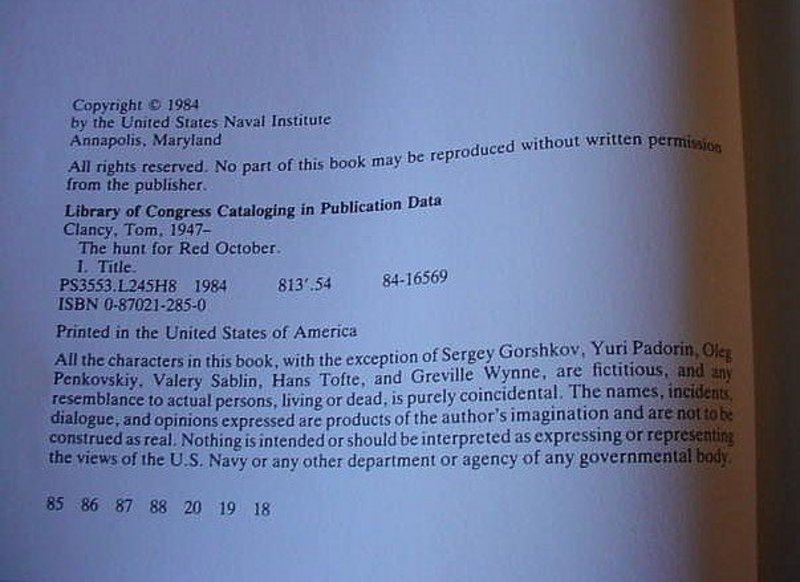 Copyright © 1984
by the United States Naval Institute
Annapolis, Maryland
All rights reserved. No part of this book may be reproduced without written permission
from the publisher.
Library of Congress Cataloging in Publication Data
Clancy, Tom, 1947–
The hunt for Red October.
I. Title.
PS3553.L245H8 1984 813'.54 84-16569
ISBN 0-87021-285-0
Printed in the United States of America
All the characters in this book, with the exception of Sergey Gorshkov, Yuri Padorin, Oleg
Penkovskiy, Valery Sablin, Hans Tofte, and Greville Wynne, are fictitious, and any
resemblance to actual persons, living or dead, is purely coincidental. The names, incidents,
dialogue, and opinions expressed are products of the author's imagination and are not to be
construed as real. Nothing is intended or should be interpreted as expressing or representing
the views of the U.S. Navy or any other department or agency of any governmental body.
85 86 87 88 20 19 18